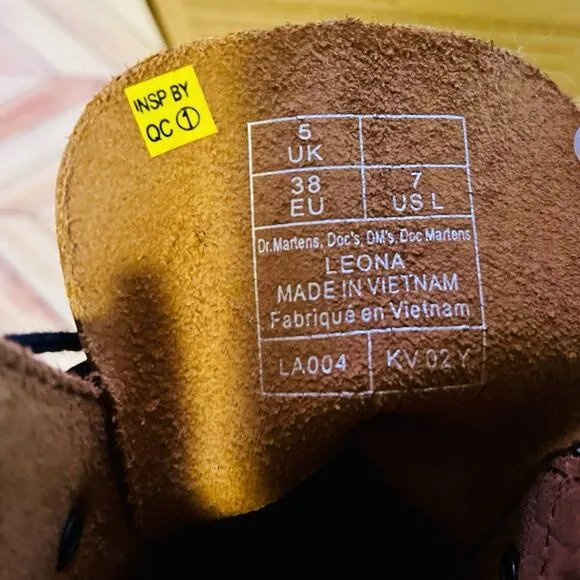 INSP BY
QC ①
5
UK
38
EU
7
US L
Dr.Martens, Doc's, DM's, Doc Martens
LEONA
MADE IN VIETNAM
Fabriqué en Vietnam
LA004
KV 02 Y